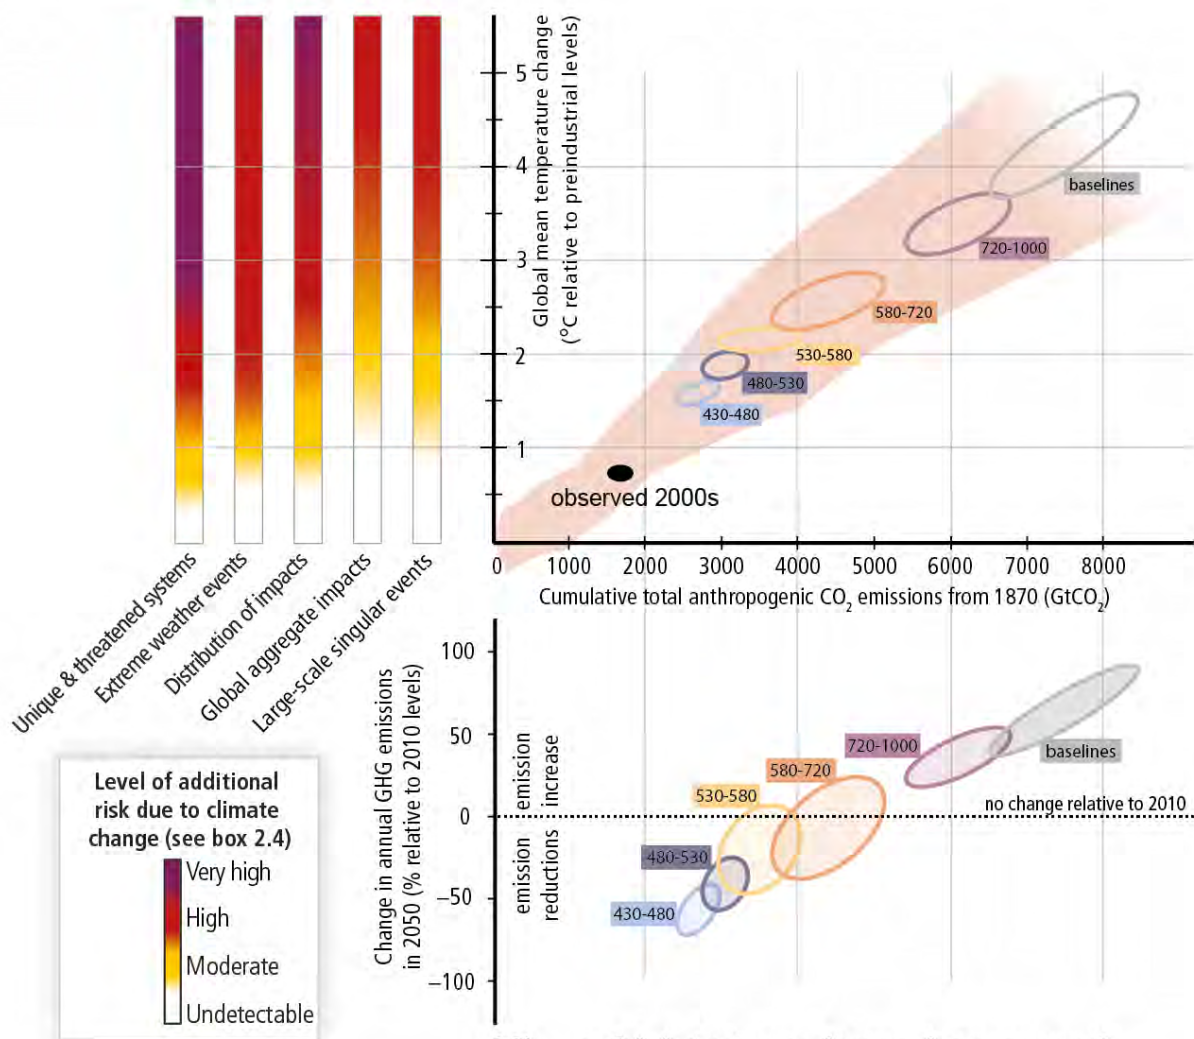 Global mean temperature change
(°C relative to preindustrial levels)
5
4
3
2
1
baselines
720-1000
580-720
530-580
480-530
430-480
observed 2000s
0 1000 2000 3000 4000 5000 6000 7000 8000
Cumulative total anthropogenic CO₂ emissions from 1870 (GtCO₂)
Unique & threatened systems
Extreme weather events
Distribution of impacts
Global aggregate impacts
Large-scale singular events
Level of additional
risk due to climate
change (see box 2.4)
Very high
High
Moderate
Undetectable
Change in annual GHG emissions
in 2050 (% relative to 2010 levels)
100
50
0
−50
−100
emission
increase
emission
reductions
720-1000
baselines
580-720
530-580
no change relative to 2010
480-530
430-480